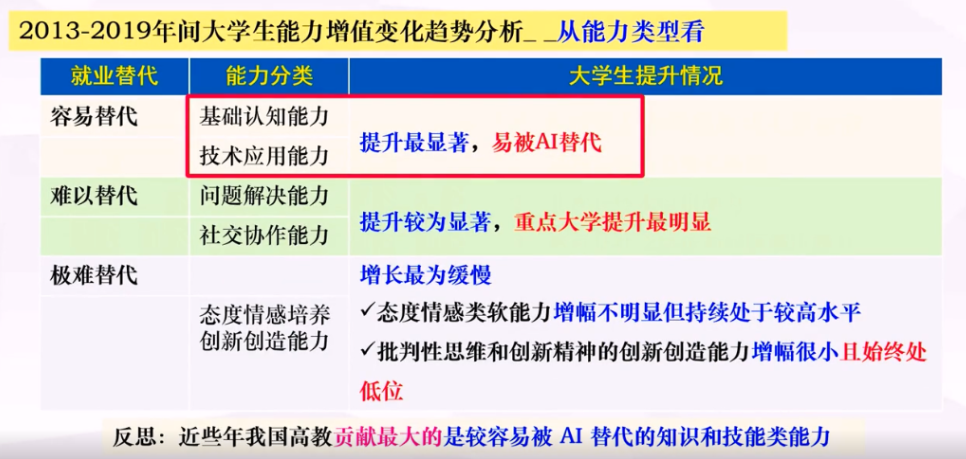 2013-2019年间大学生能力增值变化趋势分析_ _从能力类型看
就业替代 能力分类 大学生提升情况
容易替代 基础认知能力
技术应用能力
提升最显著，易被AI替代
难以替代 问题解决能力
社交协作能力
提升较为显著，重点大学提升最明显
极难替代 增长最为缓慢
态度情感培养
创新创造能力
✓态度情感类软能力增幅不明显但持续处于较高水平
✓批判性思维和创新精神的创新创造能力增幅很小且始终处
低位
反思：近些年我国高教贡献最大的是较容易被 AI 替代的知识和技能类能力